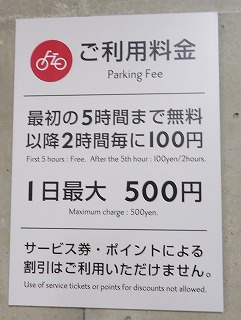 ご利用料金
Parking Fee
最初の5時間まで無料
以降2時間毎に100円
First 5 hours : Free. After the 5th hour : 100yen/2hours.
1日最大 500円
Maximum charge : 500yen.
サービス券・ポイントによる
割引はご利用いただけません。
Use of service tickets or points for discounts not allowed.